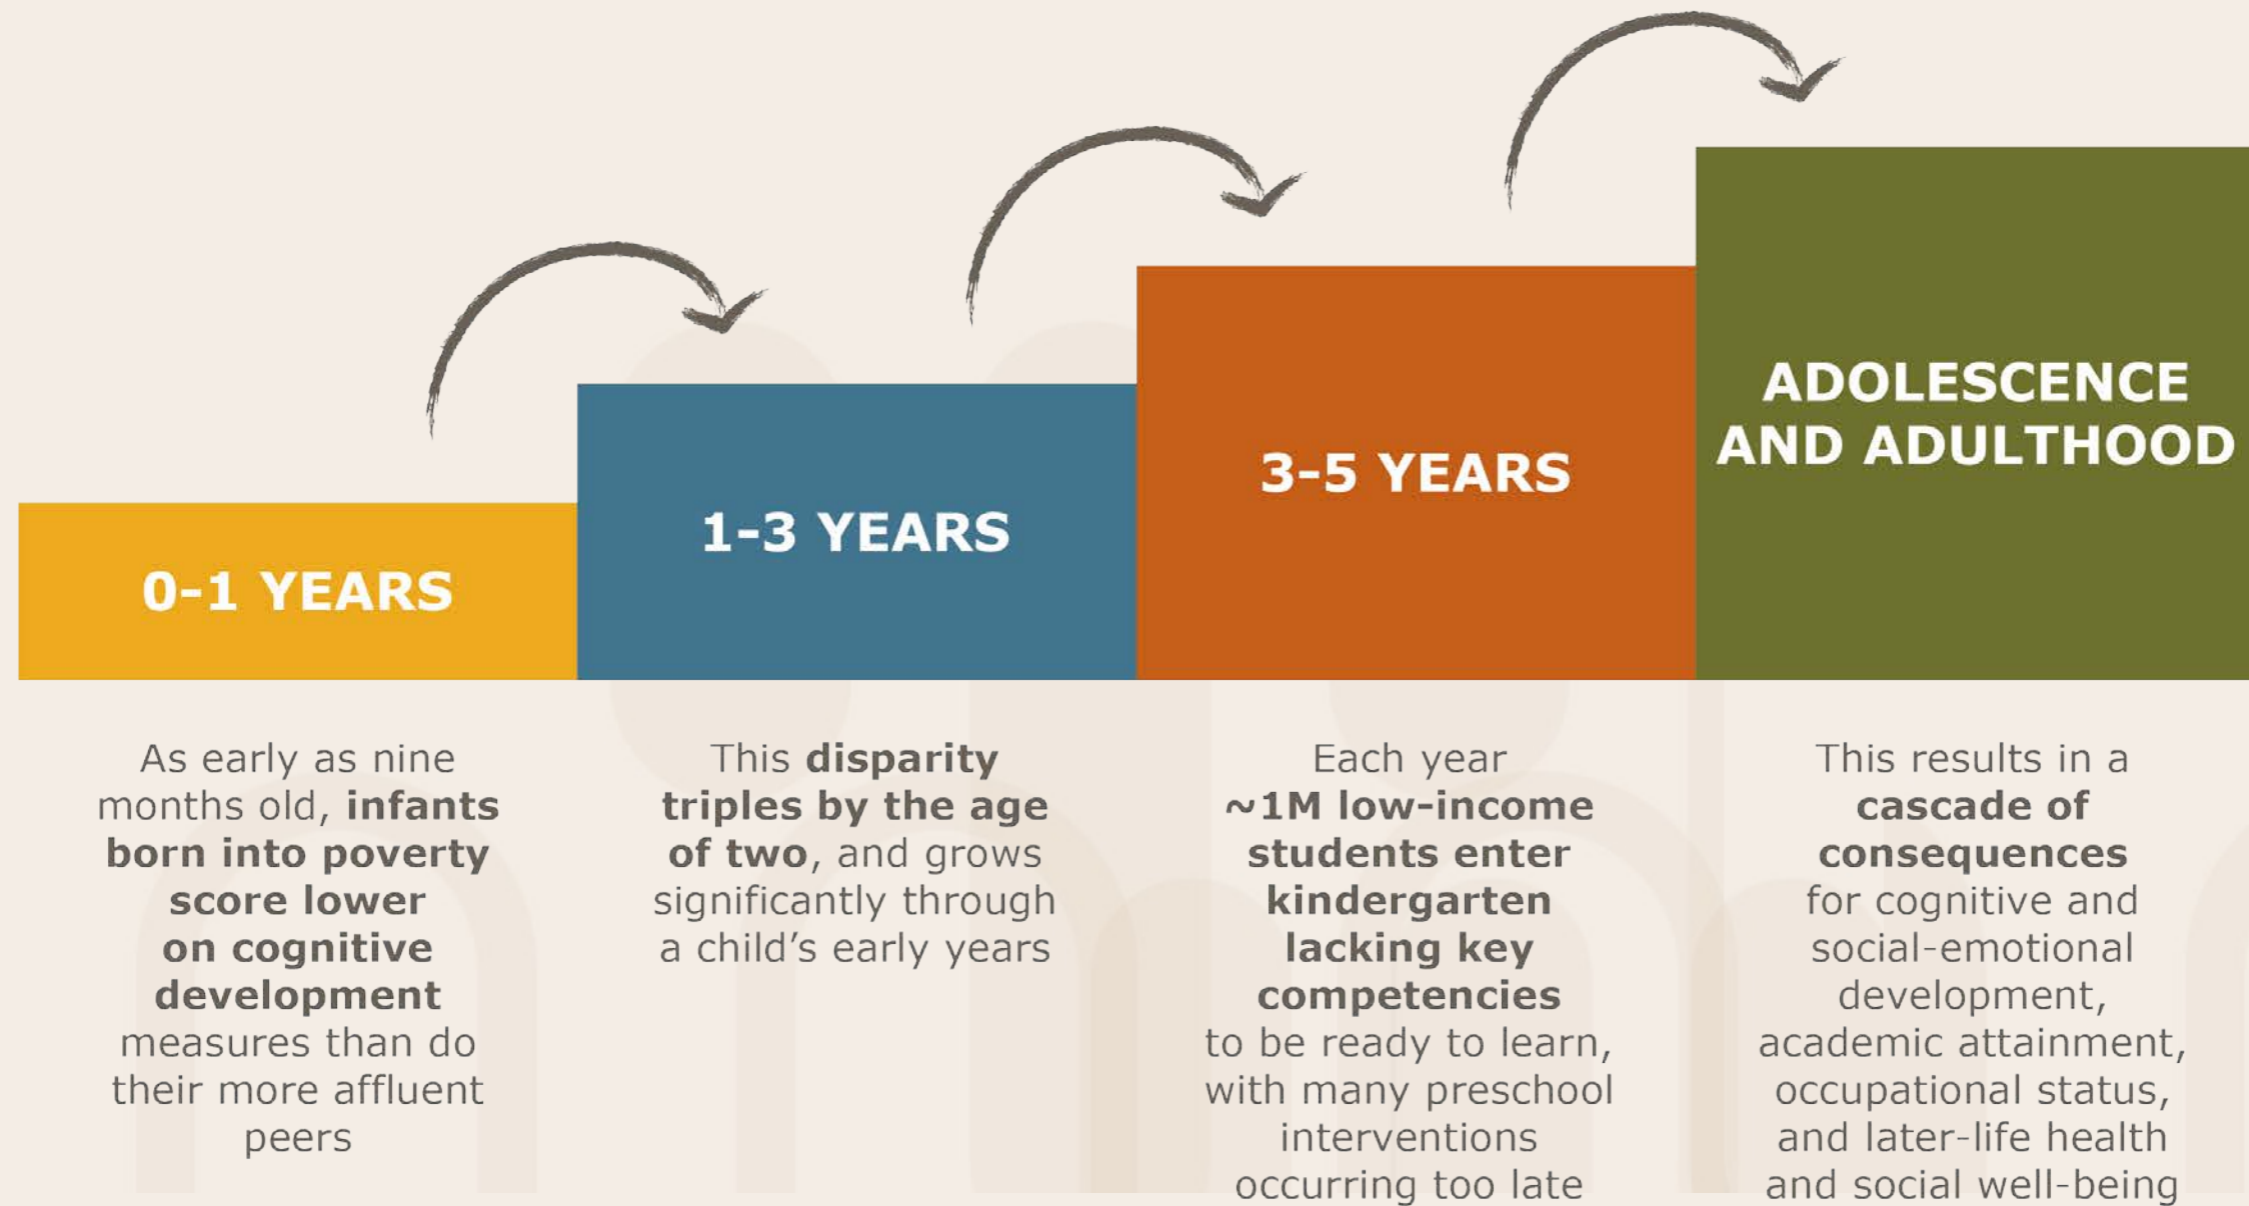 0-1 YEARS
1-3 YEARS
3-5 YEARS
ADOLESCENCE
AND ADULTHOOD
As early as nine
months old, infants
born into poverty
score lower
on cognitive
development
measures than do
their more affluent
peers
This disparity
triples by the age
of two, and grows
significantly through
a child’s early years
Each year
~1M low-income
students enter
kindergarten
lacking key
competencies
to be ready to learn,
with many preschool
interventions
occurring too late
This results in a
cascade of
consequences
for cognitive and
social-emotional
development,
academic attainment,
occupational status,
and later-life health
and social well-being